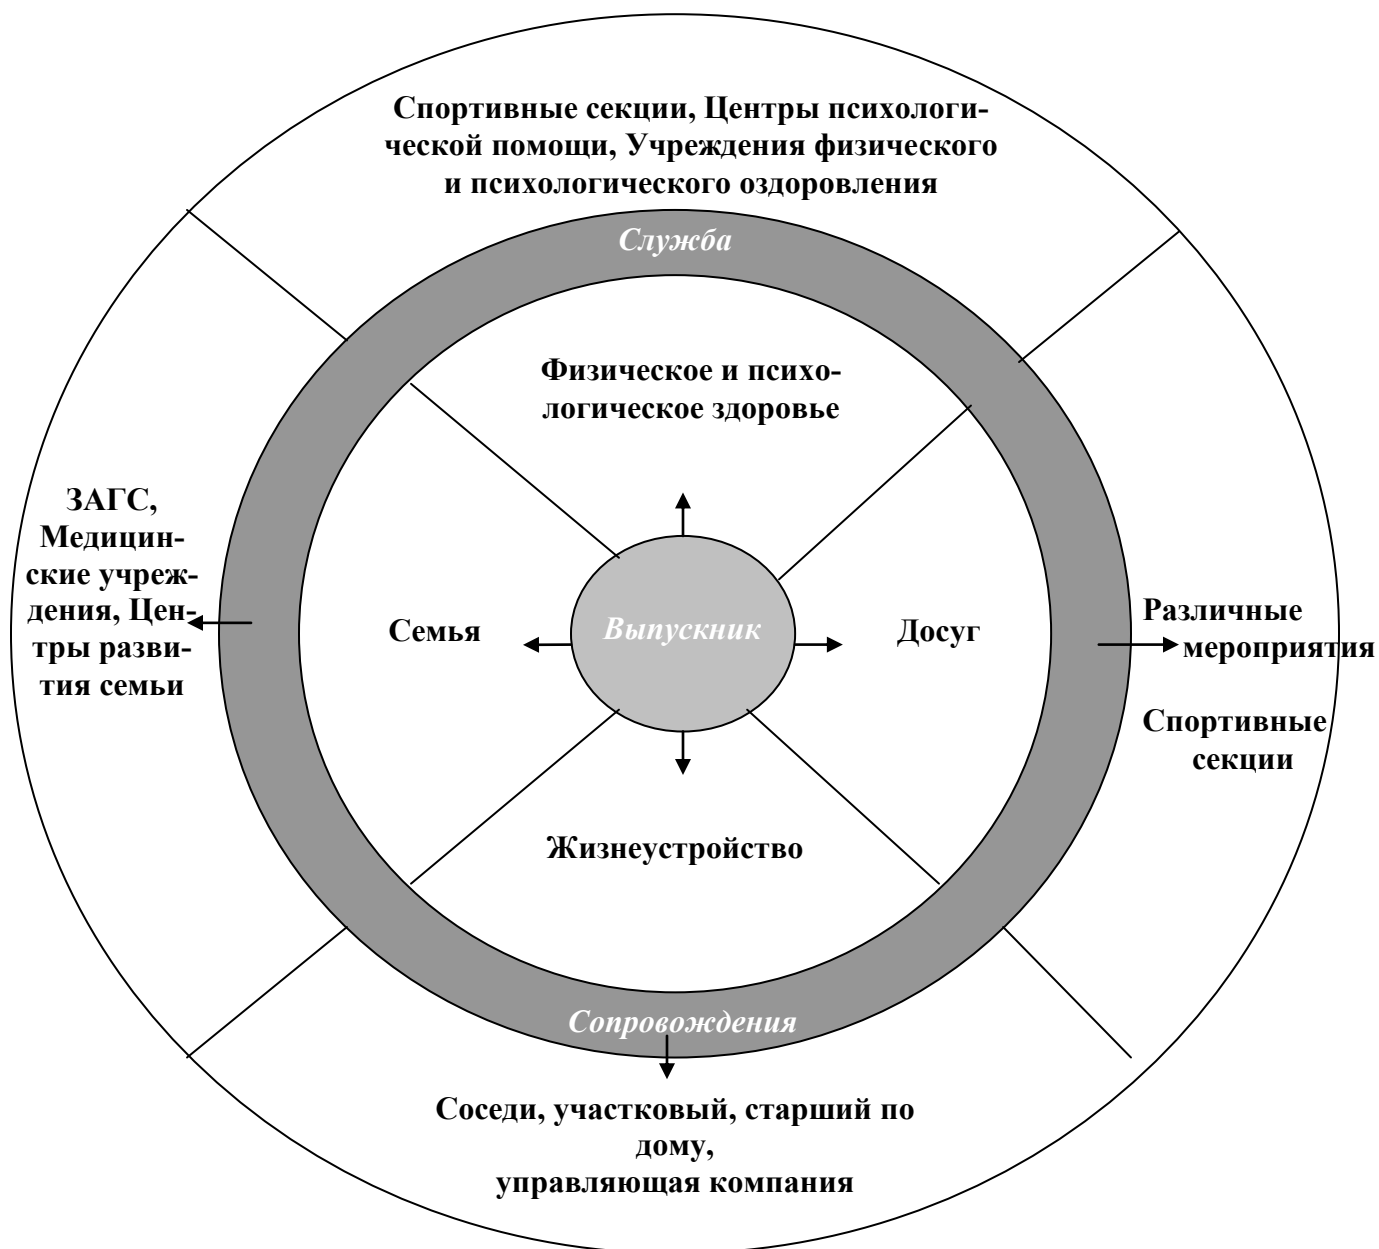 Спортивные секции, Центры психологи-
ческой помощи, Учреждения физического
и психологического оздоровления
Служба
Физическое и психо-
логическое здоровье
ЗАГС,
Медицин-
ские учреж-
дения, Цен-
тры разви-
тия семьи
Семья
Выпускник
Досуг
Различные
мероприятия
Спортивные
секции
Жизнеустройство
Сопровождения
Соседи, участковый, старший по
дому,
управляющая компания